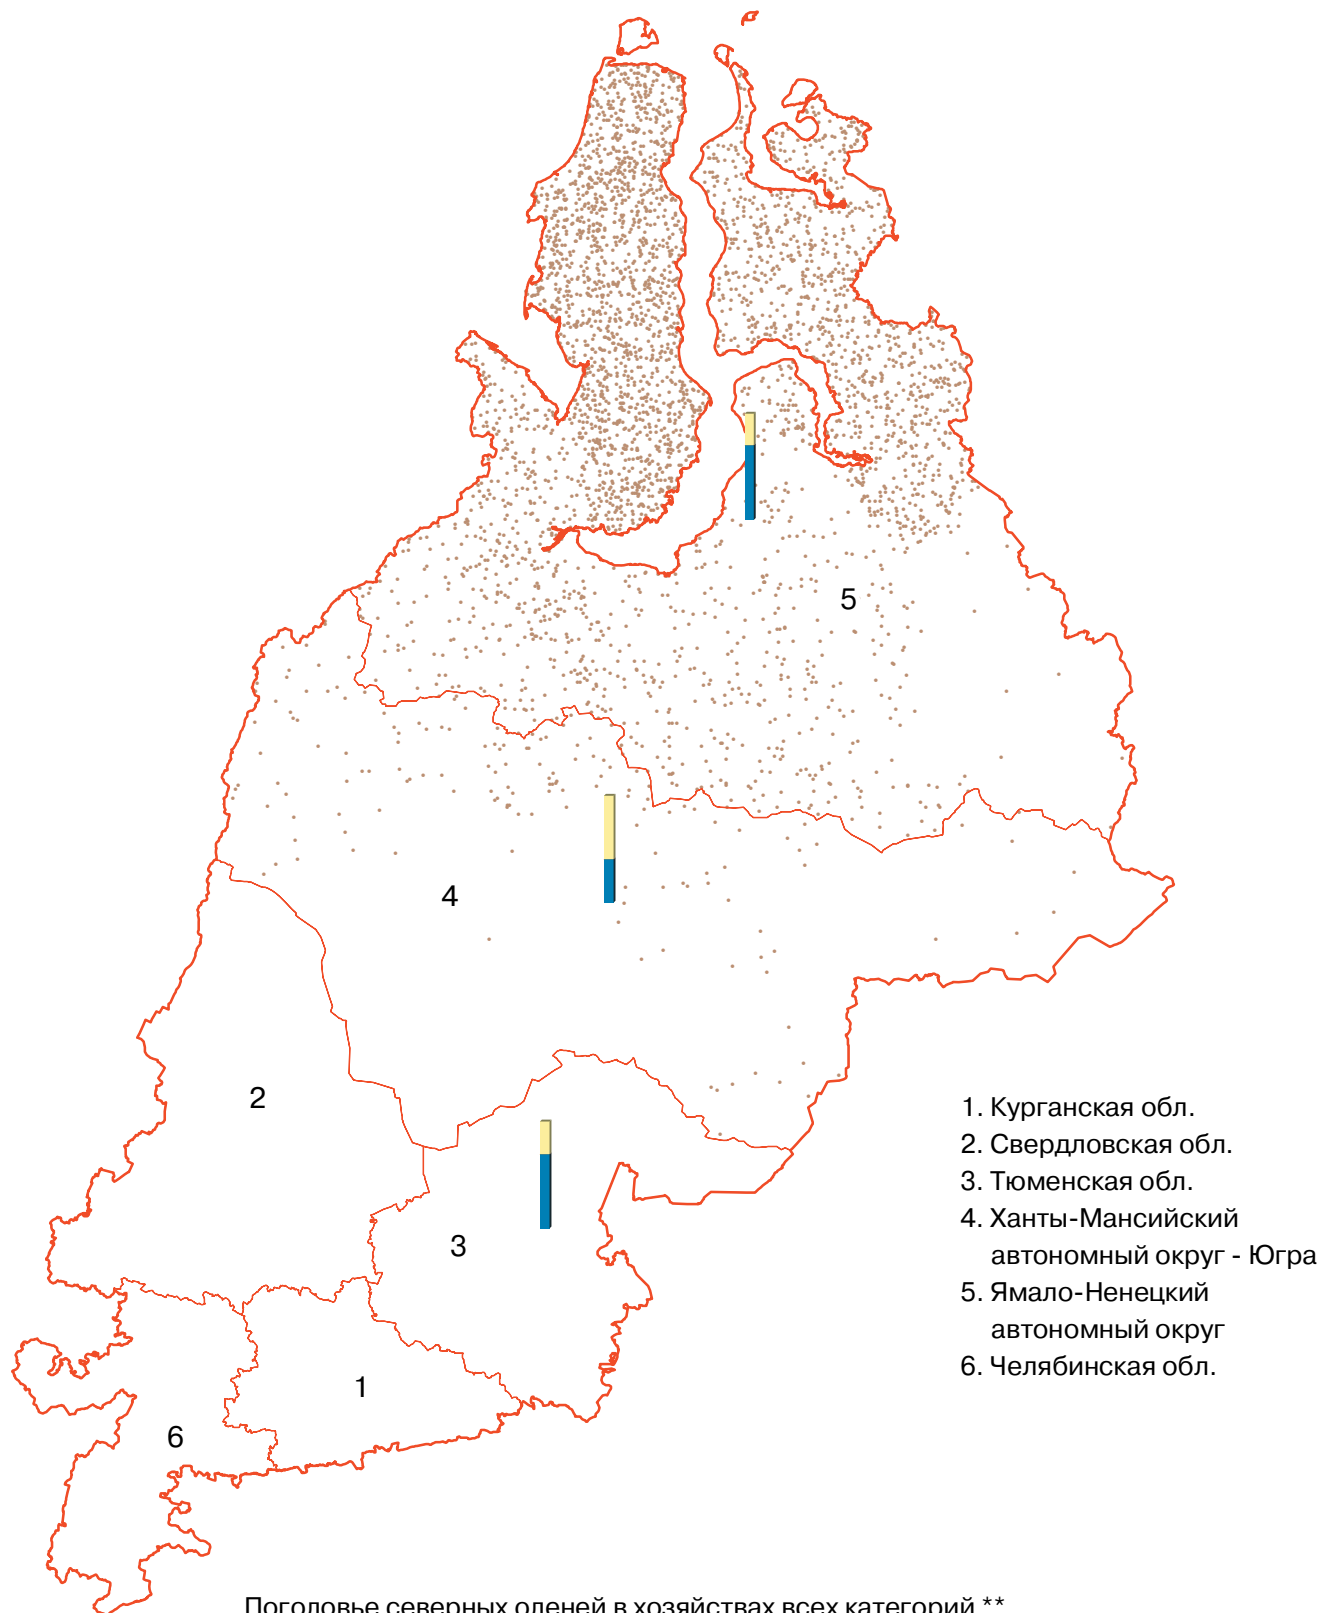 5
4
2
3
1
6
1. Курганская обл.
2. Свердловская обл.
3. Тюменская обл.
4. Ханты-Мансийский
автономный округ - Югра
5. Ямало-Ненецкий
автономный округ
6. Челябинская обл.
Поголовье северных оленей в хозяйствах всех категорий **